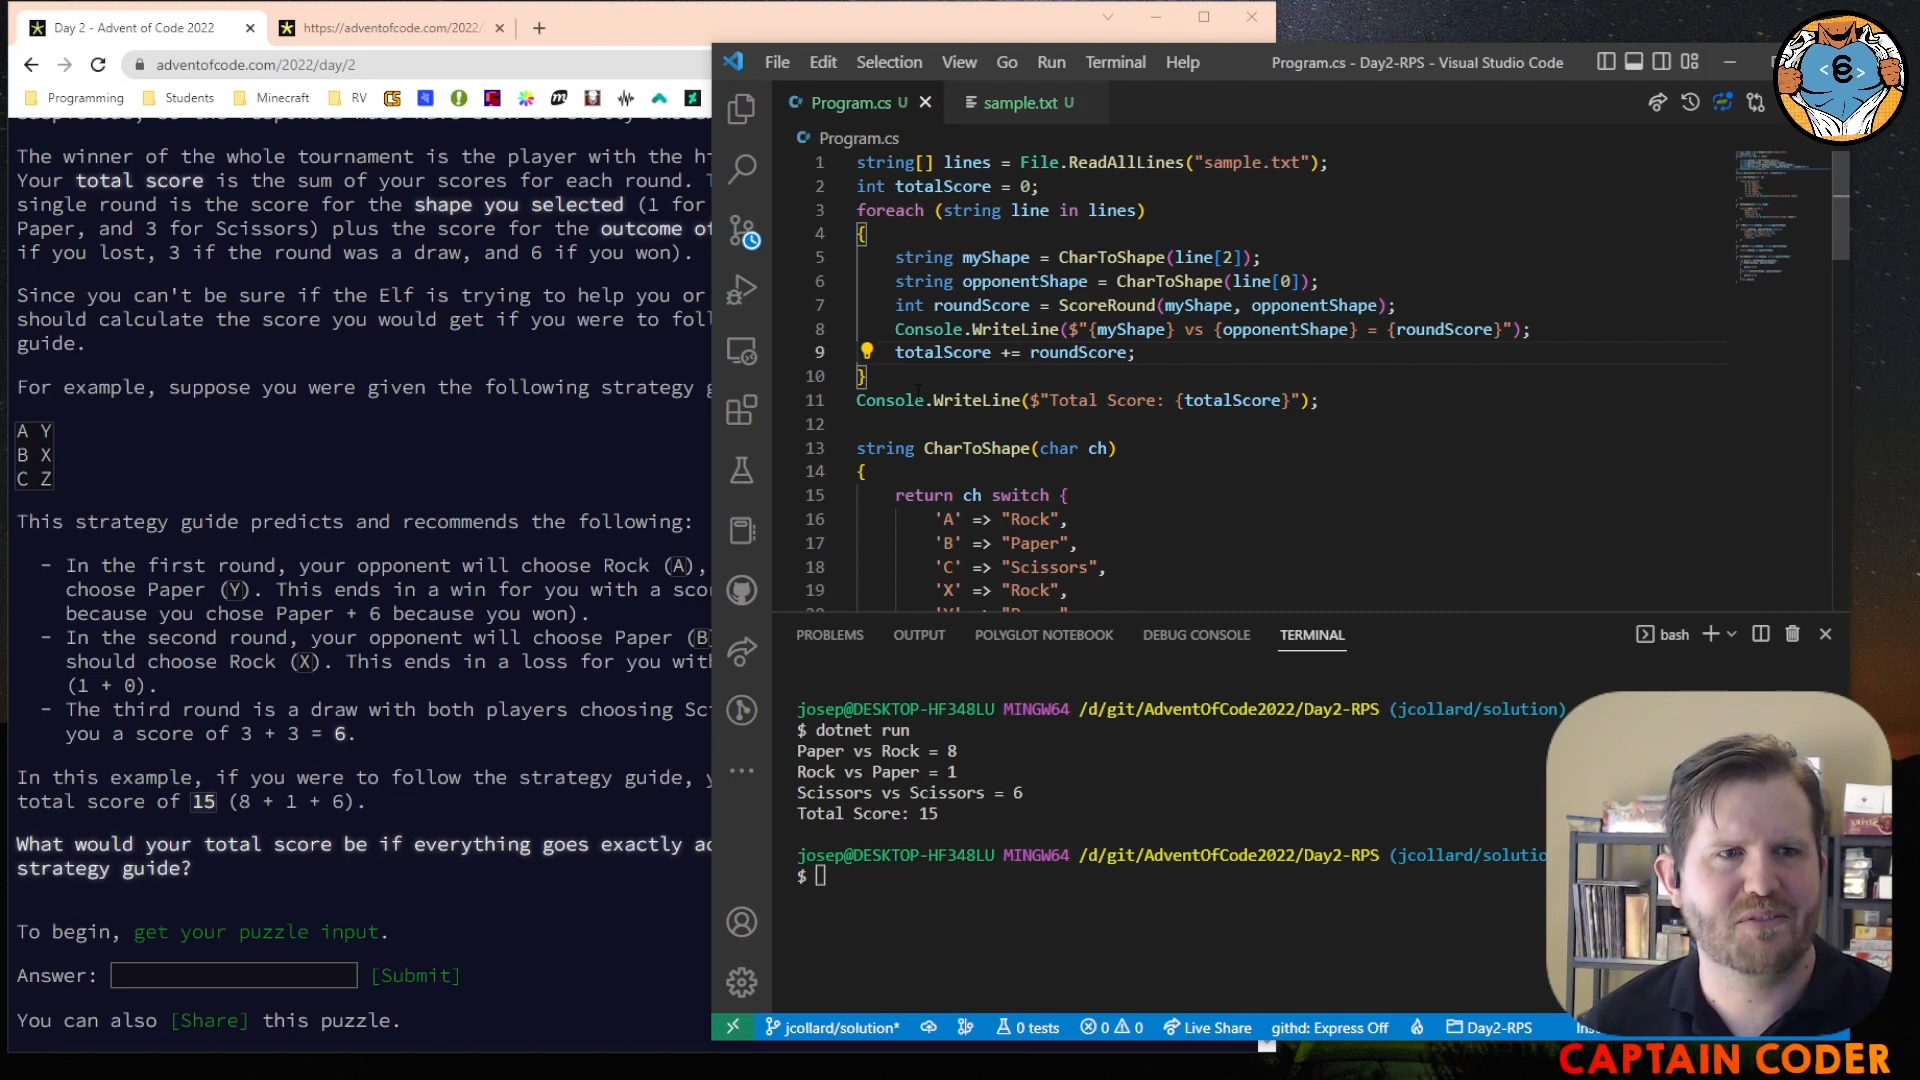 Day 2 - Advent of Code 2022
https://adventofcode.com/2022/
adventofcode.com/2022/day/2
Programming
Students
Minecraft
RV
The winner of the whole tournament is the player with the hi
Your total score is the sum of your scores for each round.
single round is the score for the shape you selected (1 for
Paper, and 3 for Scissors) plus the score for the outcome of
if you lost, 3 if the round was a draw, and 6 if you won).
Since you can't be sure if the Elf is trying to help you or
should calculate the score you would get if you were to fol
guide.
For example, suppose you were given the following strategy g
A Y
B X
C Z
This strategy guide predicts and recommends the following:
- In the first round, your opponent will choose Rock (A),
choose Paper (Y). This ends in a win for you with a sco
because you chose Paper + 6 because you won).
- In the second round, your opponent will choose Paper (B)
should choose Rock (X). This ends in a loss for you wit
(1 + 0).
- The third round is a draw with both players choosing Sc
you a score of 3 + 3 = 6.
In this example, if you were to follow the strategy guide, y
total score of 15 (8 + 1 + 6).
What would your total score be if everything goes exactly ac
strategy guide?
To begin, get your puzzle input.
Answer: [Submit]
You can also [Share] this puzzle.
File Edit Selection View Go Run Terminal Help
Program.cs - Day2-RPS - Visual Studio Code
Program.cs U
sample.txt U
Program.cs
1 string[] lines = File.ReadAllLines("sample.txt");
2 int totalScore = 0;
3 foreach (string line in lines)
4 {
5 string myShape = CharToShape(line[2]);
6 string opponentShape = CharToShape(line[0]);
7 int roundScore = ScoreRound(myShape, opponentShape);
8 Console.WriteLine($"{myShape} vs {opponentShape} = {roundScore}");
9 totalScore += roundScore;
10 }
11 Console.WriteLine($"Total Score: {totalScore}");
12
13 string CharToShape(char ch)
14 {
15 return ch switch {
16 'A' => "Rock",
17 'B' => "Paper",
18 'C' => "Scissors",
19 'X' => "Rock",
PROBLEMS OUTPUT POLYGLOT NOTEBOOK DEBUG CONSOLE TERMINAL
bash
josep@DESKTOP-HF348LU MINGW64 /d/git/AdventOfCode2022/Day2-RPS (jcollard/solution)
$ dotnet run
Paper vs Rock = 8
Rock vs Paper = 1
Scissors vs Scissors = 6
Total Score: 15
josep@DESKTOP-HF348LU MINGW64 /d/git/AdventOfCode2022/Day2-RPS (jcollard/solutio
$
jcollard/solution*
0 tests
0
0
Live Share
githd: Express Off
Day2-RPS
CAPTAIN CODER